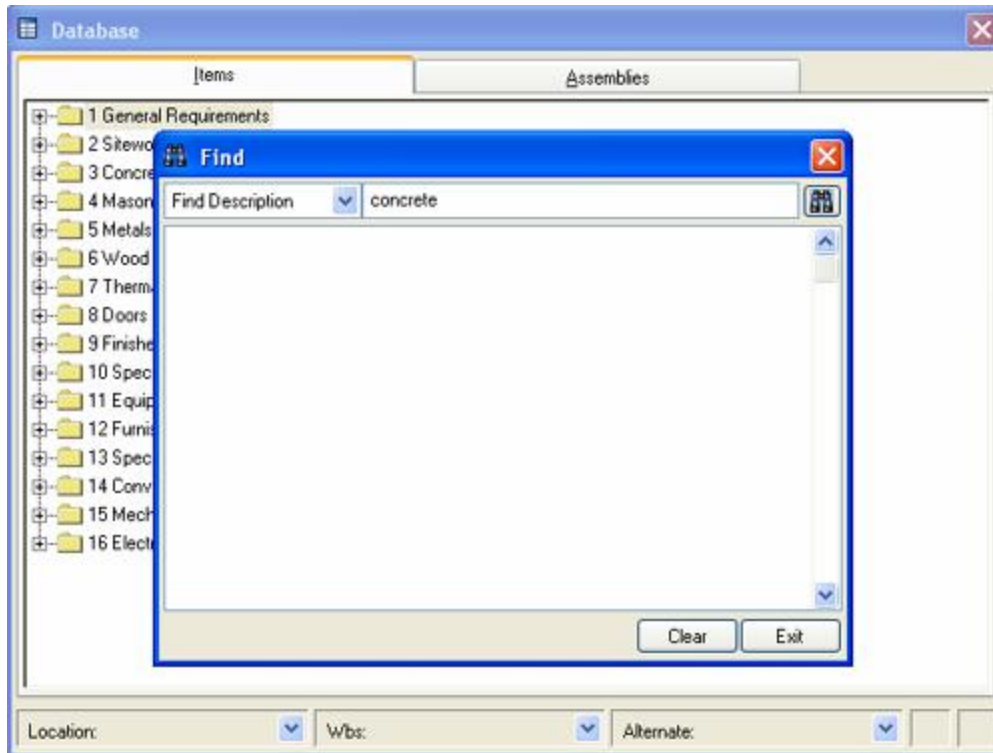 Database
Items Assemblies
1 General Requirements
2 Sitewo
3 Concre
4 Mason
5 Metals
6 Wood
7 Therma
8 Doors
9 Finishe
10 Spec
11 Equip
12 Furnis
13 Spec
14 Conv
15 Mech
16 Electr
Find
Find Description concrete
Clear Exit
Location: Wbs: Alternate: